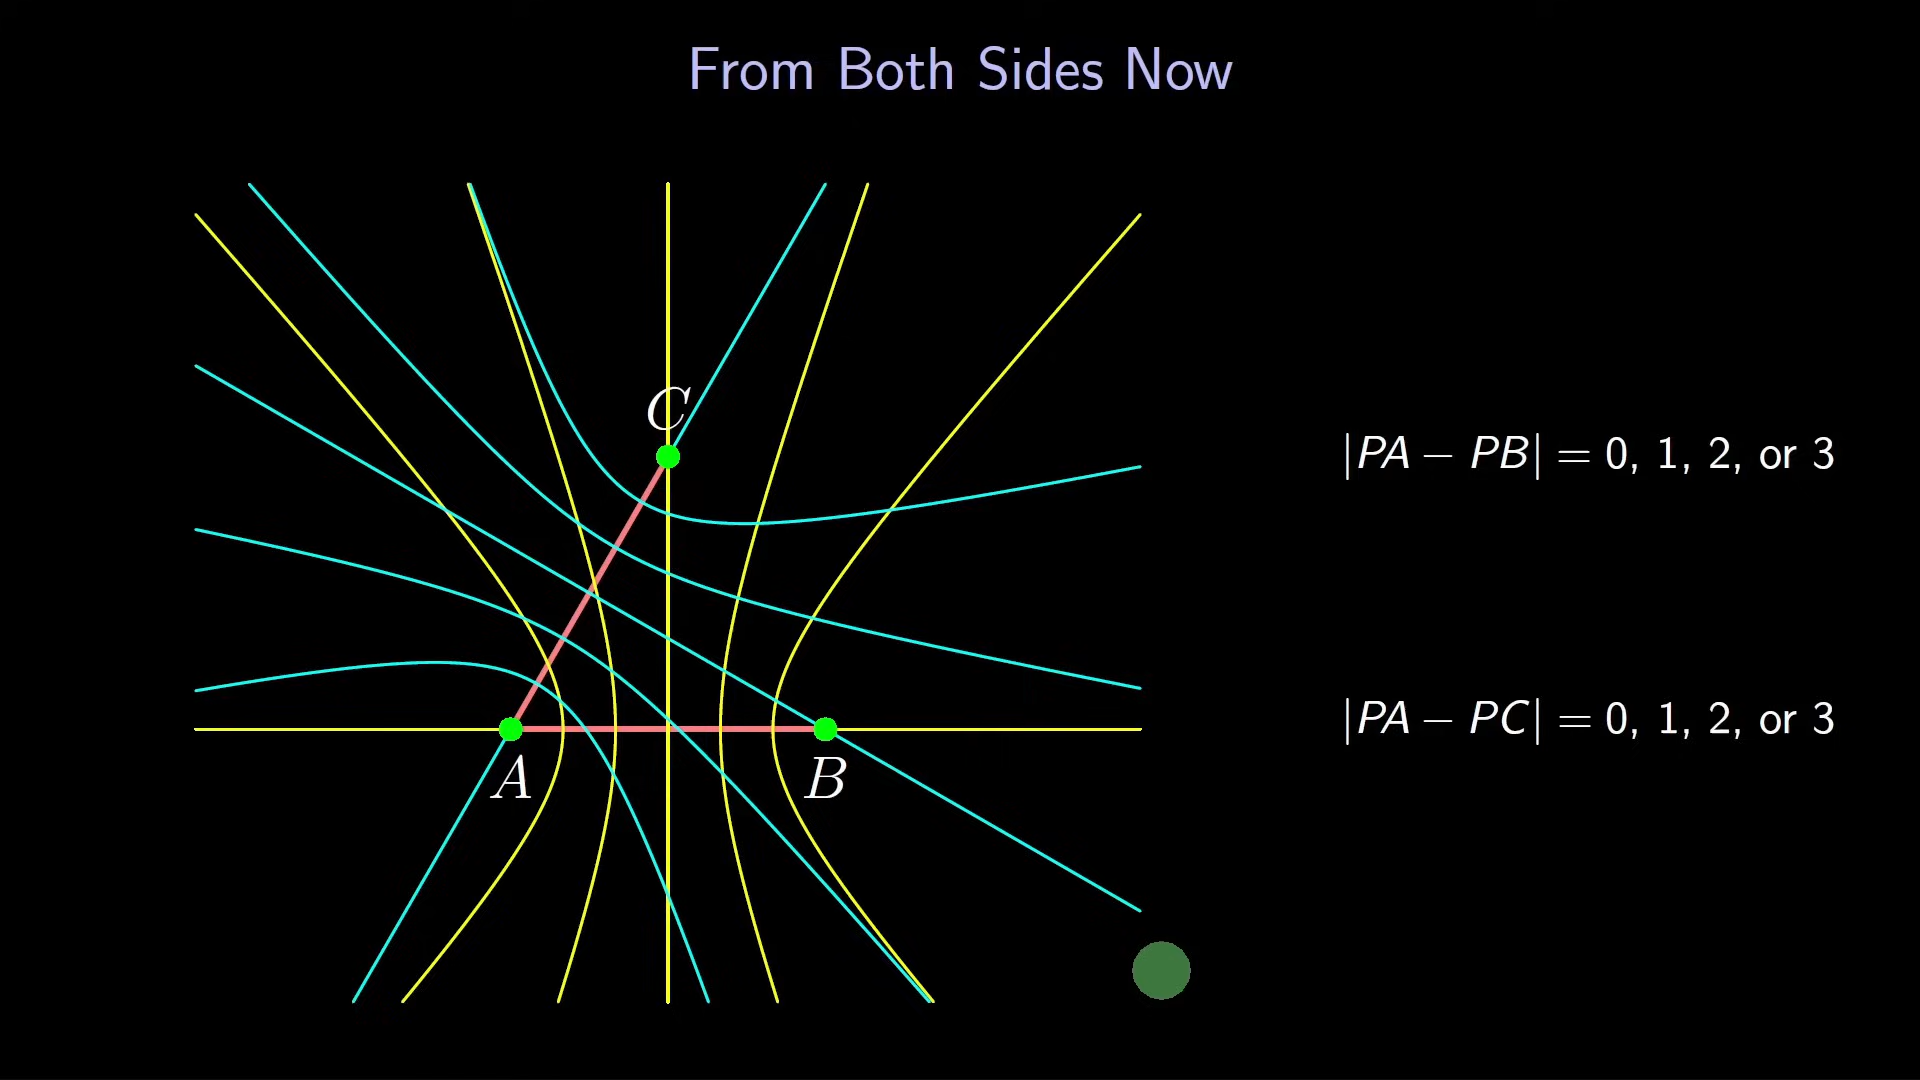 From Both Sides Now
C
|PA − PB| = 0, 1, 2, or 3
|PA − PC| = 0, 1, 2, or 3
A
B